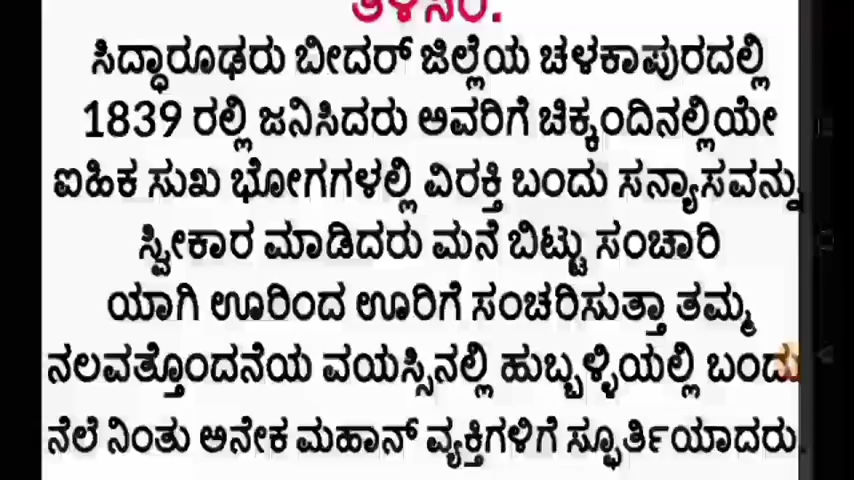 ತಿಳಿಸಿರಿ.
ಸಿದ್ಧಾರೂಢರು ಬೀದರ್ ಜಿಲ್ಲೆಯ ಚಳಕಾಪುರದಲ್ಲಿ
1839 ರಲ್ಲಿ ಜನಿಸಿದರು ಅವರಿಗೆ ಚಿಕ್ಕಂದಿನಲ್ಲಿಯೇ
ಐಹಿಕ ಸುಖ ಭೋಗಗಳಲ್ಲಿ ವಿರಕ್ತಿ ಬಂದು ಸನ್ಯಾಸವನ್ನು
ಸ್ವೀಕಾರ ಮಾಡಿದರು ಮನೆ ಬಿಟ್ಟು ಸಂಚಾರಿ
ಯಾಗಿ ಊರಿಂದ ಊರಿಗೆ ಸಂಚರಿಸುತ್ತಾ ತಮ್ಮ
ನಲವತ್ತೊಂದನೆಯ ವಯಸ್ಸಿನಲ್ಲಿ ಹುಬ್ಬಳ್ಳಿಯಲ್ಲಿ ಬಂದು
ನೆಲೆ ನಿಂತು ಅನೇಕ ಮಹಾನ್ ವ್ಯಕ್ತಿಗಳಿಗೆ ಸ್ಫೂರ್ತಿಯಾದರು.